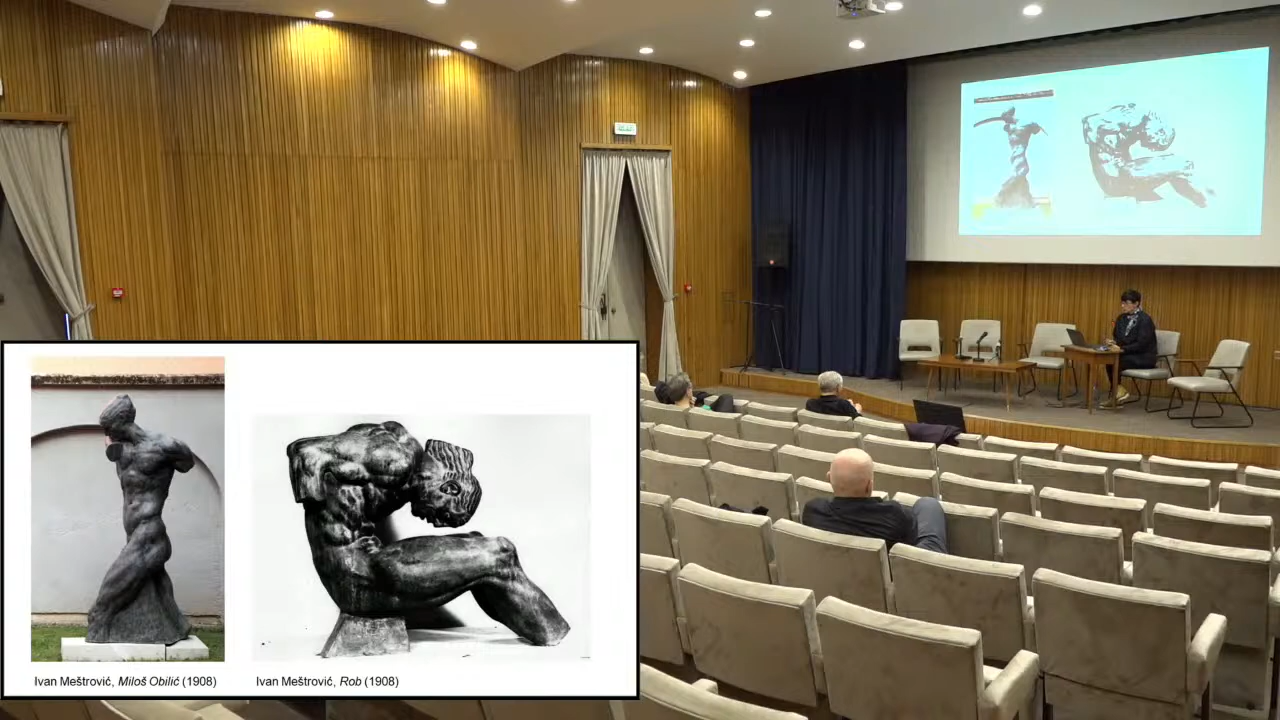 Ivan Meštrović, Miloš Obilić (1908)
Ivan Meštrović, Rob (1908)